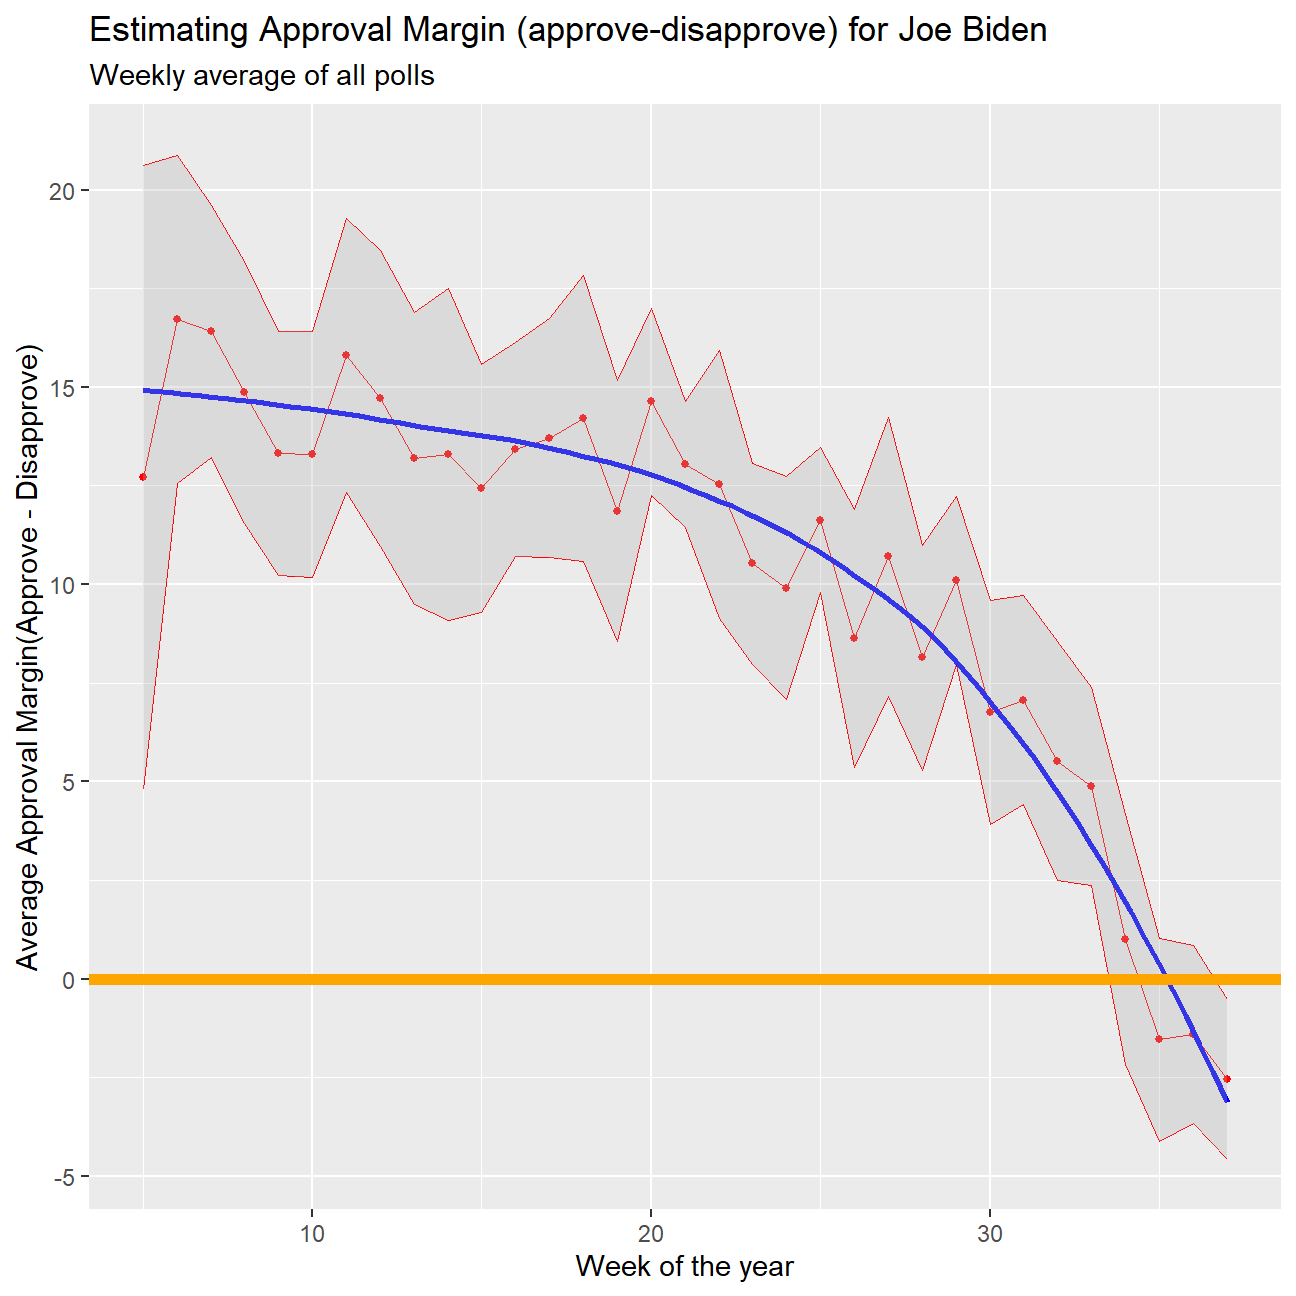 Estimating Approval Margin (approve-disapprove) for Joe Biden
Weekly average of all polls
Average Approval Margin(Approve - Disapprove)
20
15
10
5
0
-5
10
20
30
Week of the year